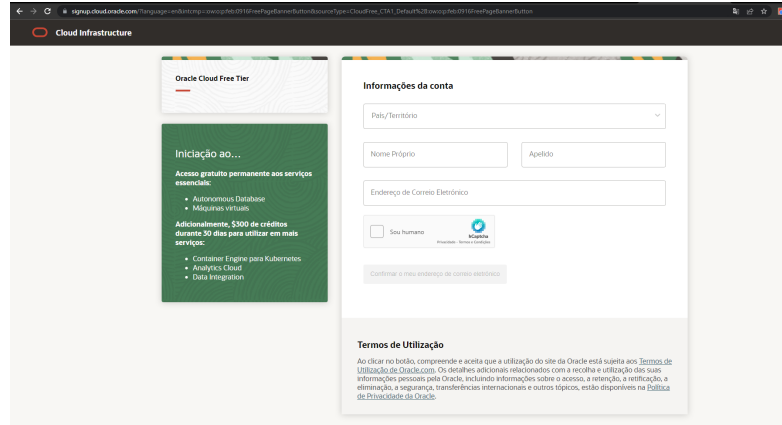 signup.cloud.oracle.com/?language=en&intcmp=:ow:o:p:feb:0916FreePageBannerButton&sourceType=:CloudFree_CTA1_Default%28:ow:o:p:feb:0916FreePageBannerButton
Cloud Infrastructure
Oracle Cloud Free Tier
Iniciação ao...
Acesso gratuito permanente aos serviços
essenciais:
• Autonomous Database
• Máquinas virtuais
Adicionalmente, $300 de créditos
durante 30 dias para utilizar em mais
serviços:
• Container Engine para Kubernetes
• Analytics Cloud
• Data Integration
Informações da conta
País/Território
Nome Próprio
Apelido
Endereço de Correio Eletrónico
Sou humano
hCaptcha
Privacidade - Termos e Condições
Confirmar o meu endereço de correio eletrónico
Termos de Utilização
Ao clicar no botão, compreende e aceita que a utilização do site da Oracle está sujeita aos Termos de
Utilização de Oracle.com. Os detalhes adicionais relacionados com a recolha e utilização das suas
informações pessoais pela Oracle, incluindo informações sobre o acesso, a retenção, a retificação, a
eliminação, a segurança, transferências internacionais e outros tópicos, estão disponíveis na Política
de Privacidade da Oracle.